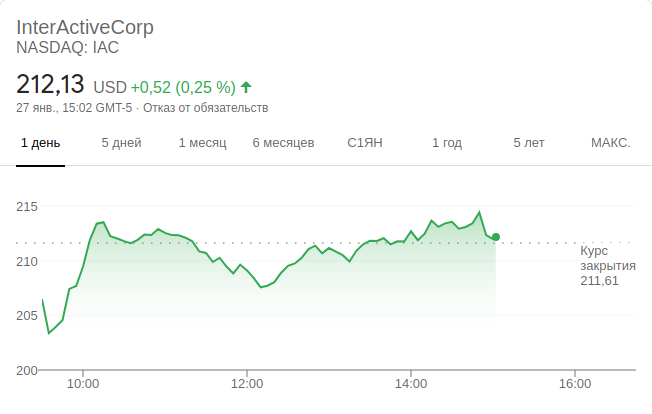 InterActiveCorp
NASDAQ: IAC
212,13 USD +0,52 (0,25 %)
27 янв., 15:02 GMT-5 · Отказ от обязательств
1 день 5 дней 1 месяц 6 месяцев С1ЯН 1 год 5 лет МАКС.
215
210
205
200
Курс
закрытия
211,61
10:00 12:00 14:00 16:00